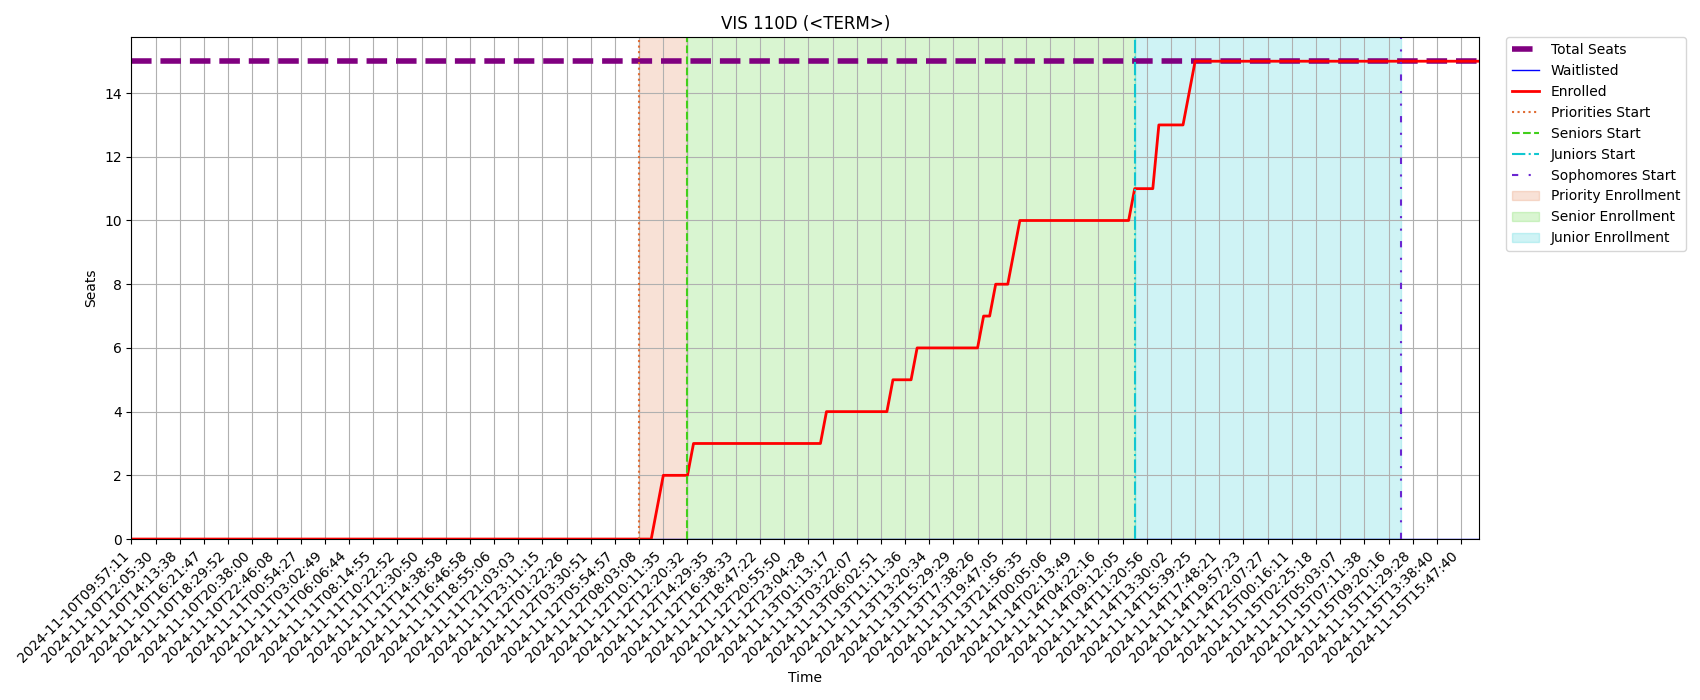 VIS 110D (<TERM>)
Total Seats
Waitlisted
Enrolled
Priorities Start
Seniors Start
Juniors Start
Sophomores Start
Priority Enrollment
Senior Enrollment
Junior Enrollment
Seats
14
12
10
8
6
4
2
0
2024-11-10T09:57:11
2024-11-10T12:05:30
2024-11-10T14:13:38
2024-11-10T16:21:47
2024-11-10T18:29:52
2024-11-10T20:38:00
2024-11-10T22:46:08
2024-11-11T00:54:27
2024-11-11T03:02:49
2024-11-11T06:06:44
2024-11-11T08:14:55
2024-11-11T10:22:52
2024-11-11T12:30:50
2024-11-11T14:38:58
2024-11-11T16:46:58
2024-11-11T18:55:06
2024-11-11T21:03:03
2024-11-11T23:11:15
2024-11-12T01:22:26
2024-11-12T03:30:51
2024-11-12T05:54:57
2024-11-12T08:03:08
2024-11-12T10:11:35
2024-11-12T12:20:32
2024-11-12T14:29:35
2024-11-12T16:38:33
2024-11-12T18:47:22
2024-11-12T20:55:50
2024-11-12T23:04:28
2024-11-13T01:13:17
2024-11-13T03:22:07
2024-11-13T06:02:51
2024-11-13T11:11:36
2024-11-13T13:20:34
2024-11-13T15:29:29
2024-11-13T17:38:26
2024-11-13T19:47:05
2024-11-13T21:56:35
2024-11-14T00:05:06
2024-11-14T02:13:49
2024-11-14T04:22:16
2024-11-14T09:12:05
2024-11-14T11:20:56
2024-11-14T13:30:02
2024-11-14T15:39:25
2024-11-14T17:48:21
2024-11-14T19:57:23
2024-11-14T22:07:27
2024-11-15T00:16:11
2024-11-15T02:25:18
2024-11-15T05:03:07
2024-11-15T07:11:38
2024-11-15T09:20:16
2024-11-15T11:29:28
2024-11-15T13:38:40
2024-11-15T15:47:40
Time